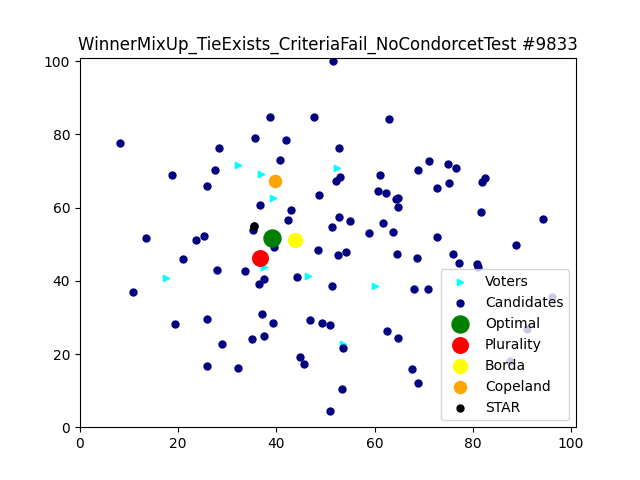 WinnerMixUp_TieExists_CriteriaFail_NoCondorcetTest #9833
100
80
60
40
20
0
0 20 40 60 80 100
Voters
Candidates
Optimal
Plurality
Borda
Copeland
STAR